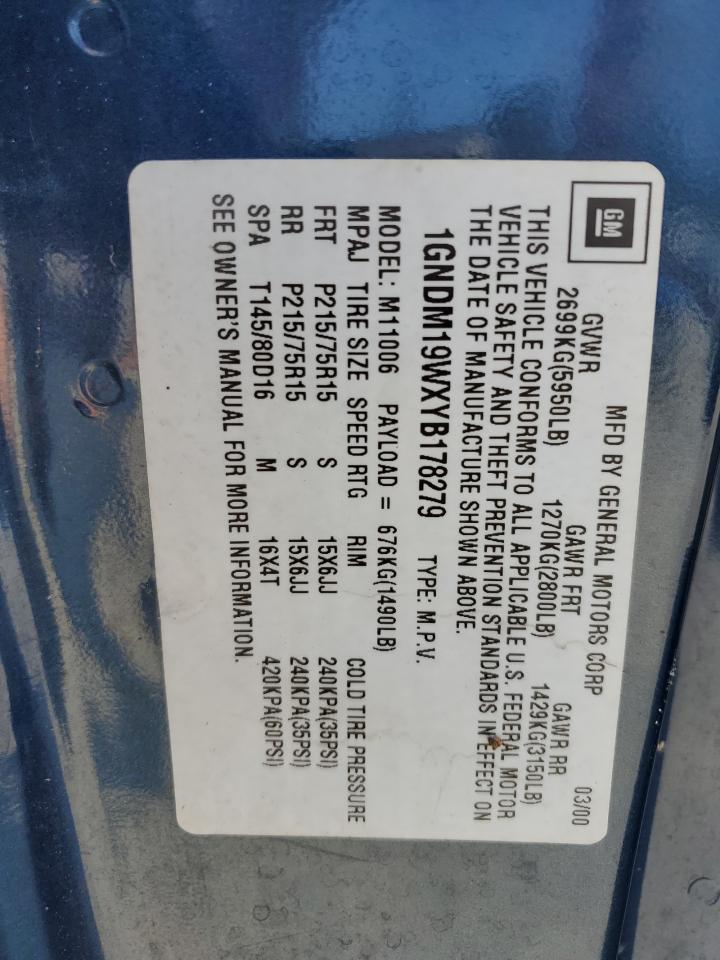 GM
MFD BY GENERAL MOTORS CORP 03/00
GVWR GAWR FRT GAWR RR
2699KG(5950LB) 1270KG(2800LB) 1429KG(3150LB)
THIS VEHICLE CONFORMS TO ALL APPLICABLE U.S. FEDERAL MOTOR
VEHICLE SAFETY AND THEFT PREVENTION STANDARDS IN EFFECT ON
THE DATE OF MANUFACTURE SHOWN ABOVE.
1GNDM19WXYB178279 TYPE: M.P.V.
MODEL: M11006 PAYLOAD = 676KG(1490LB)
MPAJ TIRE SIZE SPEED RTG RIM COLD TIRE PRESSURE
FRT P215/75R15 S 15X6JJ 240KPA(35PSI)
RR P215/75R15 S 15X6JJ 240KPA(35PSI)
SPA T145/80D16 M 16X4T 420KPA(60PSI)
SEE OWNER'S MANUAL FOR MORE INFORMATION.